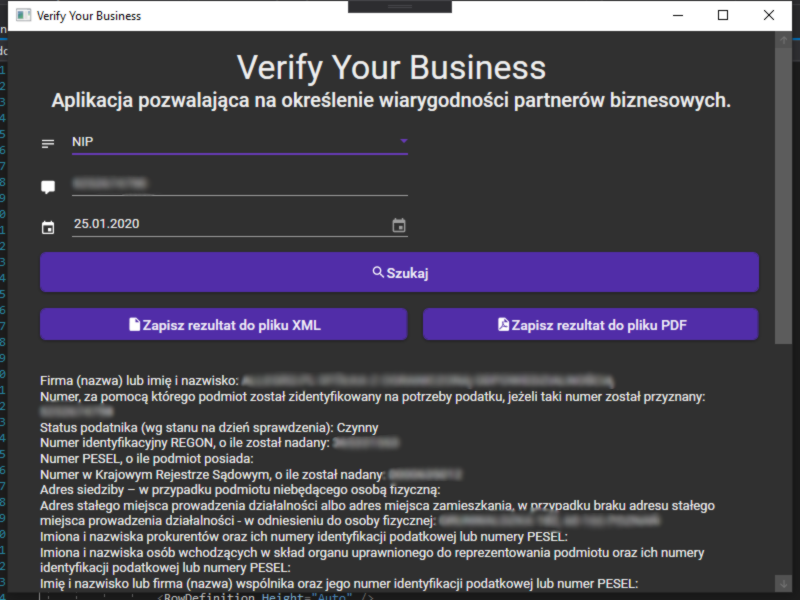 Verify Your Business
Verify Your Business
Aplikacja pozwalająca na określenie wiarygodności partnerów biznesowych.
NIP
25.01.2020
Szukaj
Zapisz rezultat do pliku XML
Zapisz rezultat do pliku PDF
Firma (nazwa) lub imię i nazwisko:
Numer, za pomocą którego podmiot został zidentyfikowany na potrzeby podatku, jeżeli taki numer został przyznany:
Status podatnika (wg stanu na dzień sprawdzenia): Czynny
Numer identyfikacyjny REGON, o ile został nadany:
Numer PESEL, o ile podmiot posiada:
Numer w Krajowym Rejestrze Sądowym, o ile został nadany:
Adres siedziby – w przypadku podmiotu niebędącego osobą fizyczną:
Adres stałego miejsca prowadzenia działalności albo adres miejsca zamieszkania, w przypadku braku adresu stałego
miejsca prowadzenia działalności - w odniesieniu do osoby fizycznej:
Imiona i nazwiska prokurentów oraz ich numery identyfikacji podatkowej lub numery PESEL:
Imiona i nazwiska osób wchodzących w skład organu uprawnionego do reprezentowania podmiotu oraz ich numery
identyfikacji podatkowej lub numery PESEL:
Imię i nazwisko lub firma (nazwa) wspólnika oraz jego numer identyfikacji podatkowej lub numer PESEL:
<RowDefinition Height="Auto" />